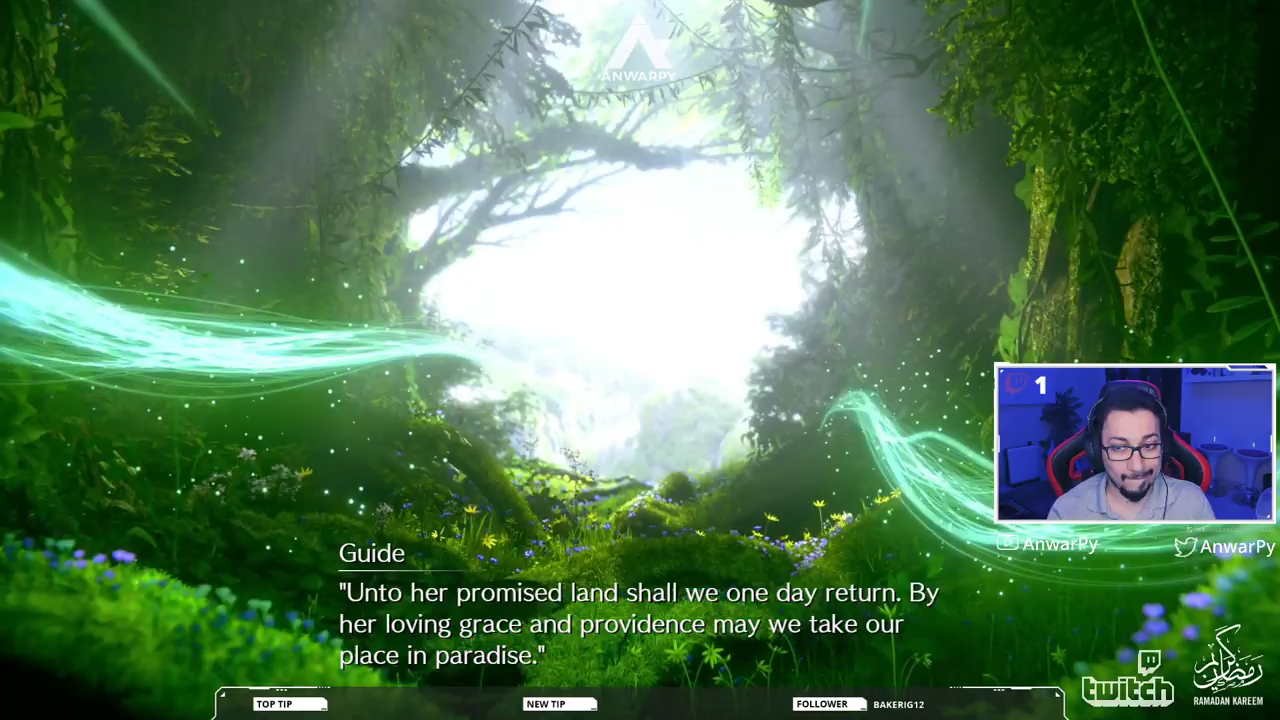 ANWARPY
1
Guide
"Unto her promised land shall we one day return. By
her loving grace and providence may we take our
place in paradise."
AnwarPy
AnwarPy
twitch
رمضان كريم
RAMADAN KAREEM
TOP TIP
NEW TIP
FOLLOWER BAKERIG12